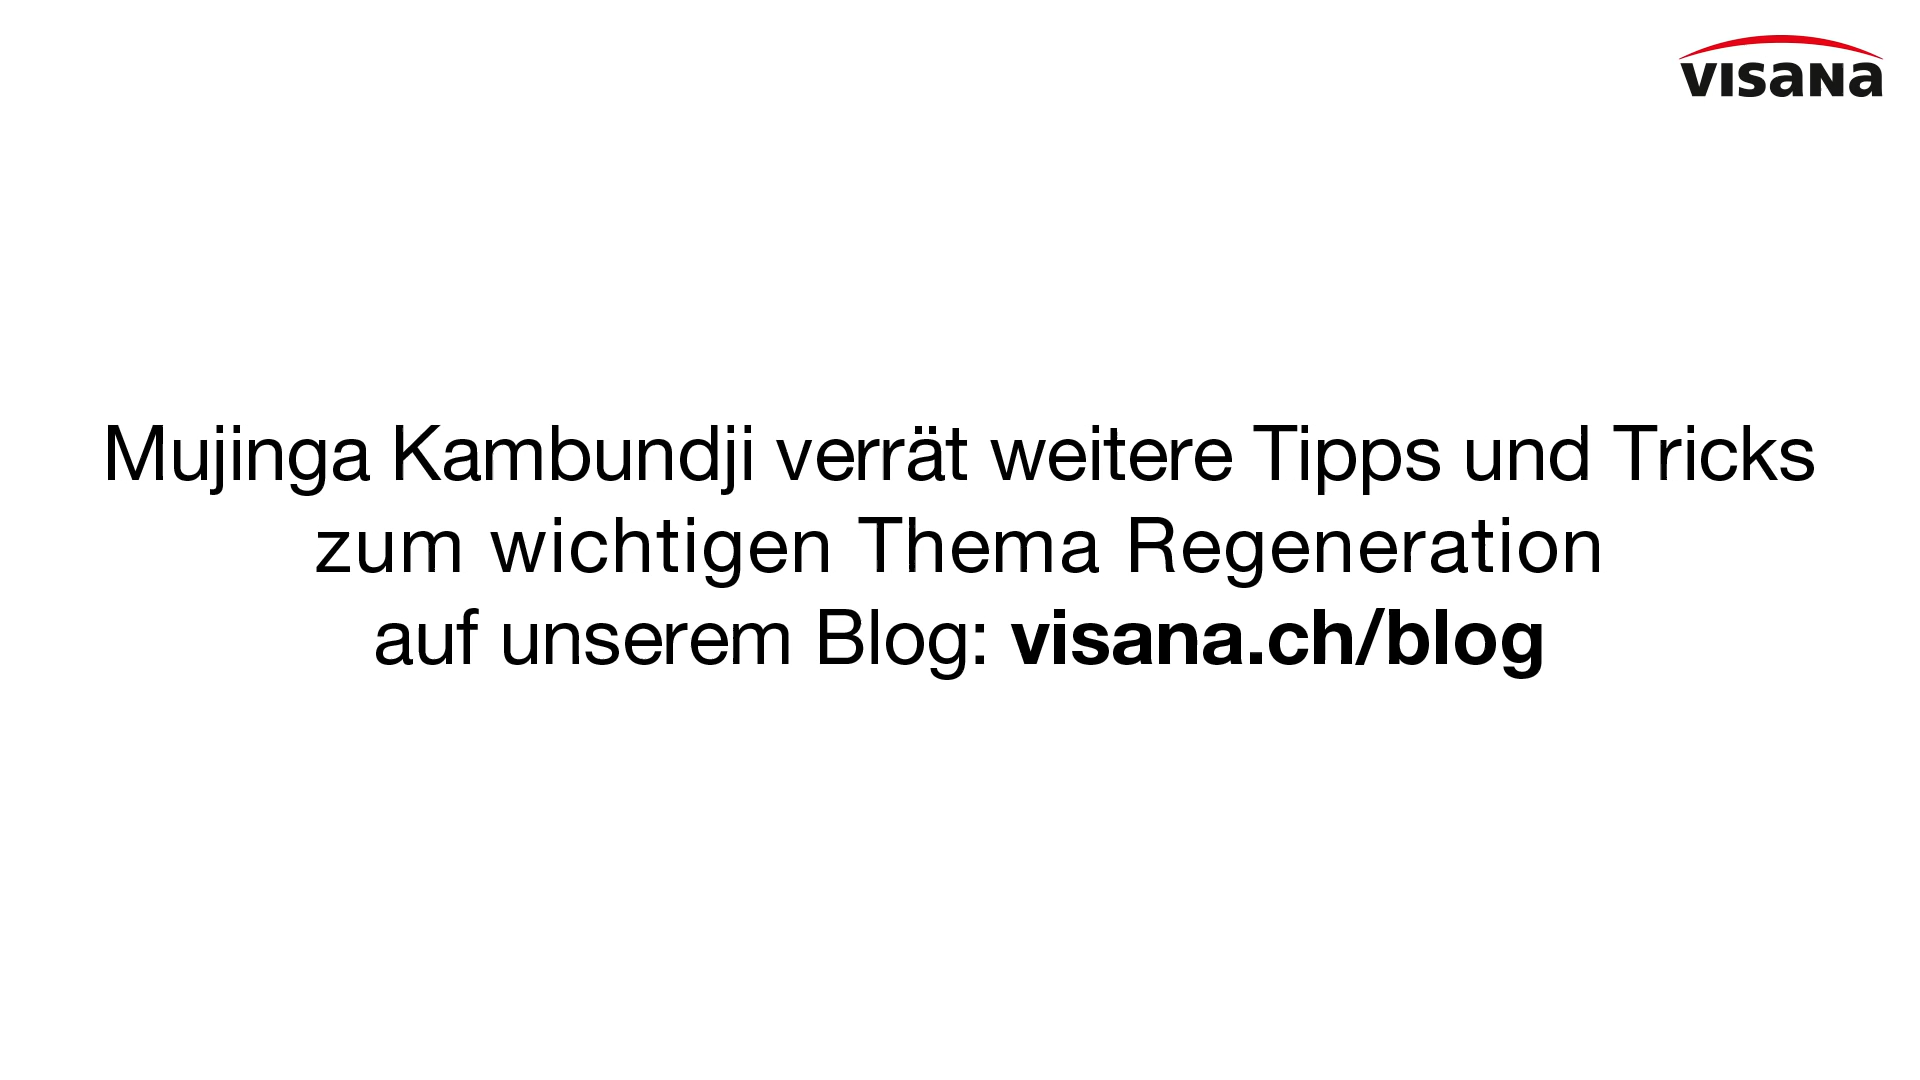 visana
Mujinga Kambundji verrät weitere Tipps und Tricks
zum wichtigen Thema Regeneration
auf unserem Blog: visana.ch/blog